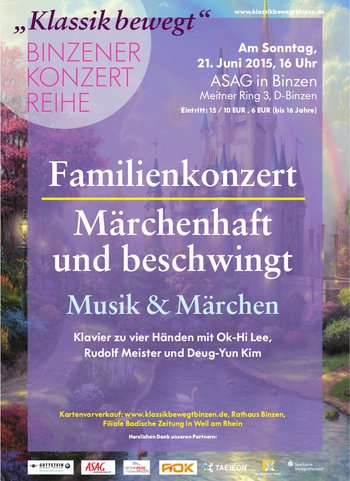 www.klassikbewegtbinzen.de
„Klassik bewegt“
BINZENER
KONZERT
REIHE
Am Sonntag,
21. Juni 2015, 16 Uhr
ASAG in Binzen
Meitner Ring 3, D-Binzen
Eintritt: 15 / 10 EUR , 6 EUR (bis 16 Jahre)
Familienkonzert
Märchenhaft
und beschwingt
Musik & Märchen
Klavier zu vier Händen mit Ok-Hi Lee,
Rudolf Meister und Deug-Yun Kim
Kartenvorverkauf: www.klassikbewegtbinzen.de, Rathaus Binzen,
Filiale Badische Zeitung in Weil am Rhein
Herzlichen Dank unseren Partnern:
GOTTSTEIN
ASAG
TAEJEON
Sparkasse
Markgräflerland